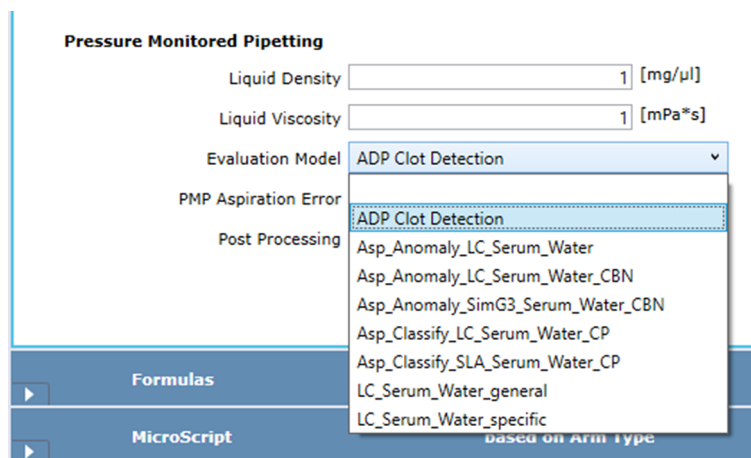 Pressure Monitored Pipetting
Liquid Density 1 [mg/µl]
Liquid Viscosity 1 [mPa*s]
Evaluation Model ADP Clot Detection
PMP Aspiration Error
ADP Clot Detection
Post Processing
Asp_Anomaly_LC_Serum_Water
Asp_Anomaly_LC_Serum_Water_CBN
Asp_Anomaly_SimG3_Serum_Water_CBN
Asp_Classify_LC_Serum_Water_CP
Asp_Classify_SLA_Serum_Water_CP
Formulas
LC_Serum_Water_general
LC_Serum_Water_specific
MicroScript based on Arm Type